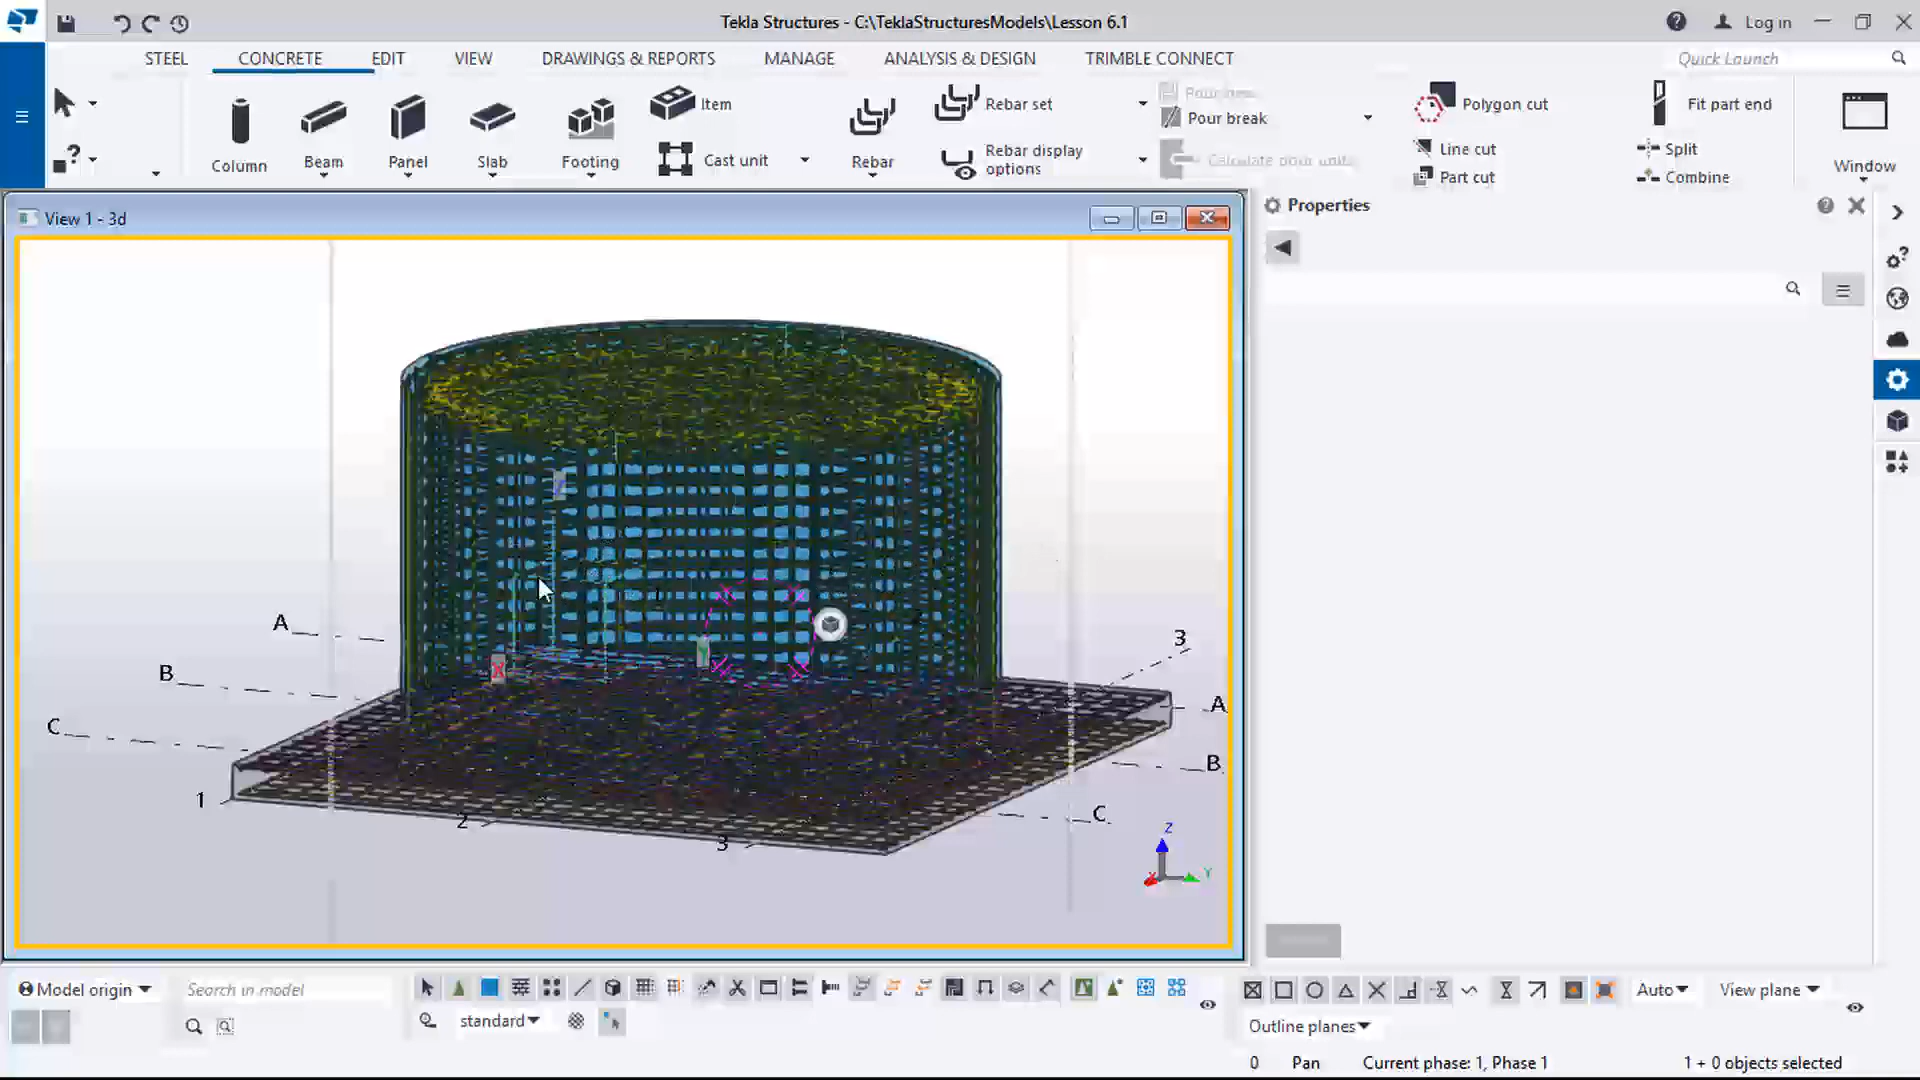 Tekla Structures - C:\TeklaStructuresModels\Lesson 6.1
Log in
STEEL CONCRETE EDIT VIEW DRAWINGS & REPORTS MANAGE ANALYSIS & DESIGN TRIMBLE CONNECT Quick Launch
Column Beam Panel Slab Footing
Item
Cast unit
Rebar
Rebar set
Rebar display options
Pour break
Calculate pour units
Polygon cut
Line cut
Part cut
Fit part end
Split
Combine
Window
View 1 - 3d
Properties
A
B
C
1
2
3
3
A
B
C
X
Z
Y
Model origin
Search in model
standard
Auto
View plane
Outline planes
0 Pan Current phase: 1, Phase 1 1 + 0 objects selected